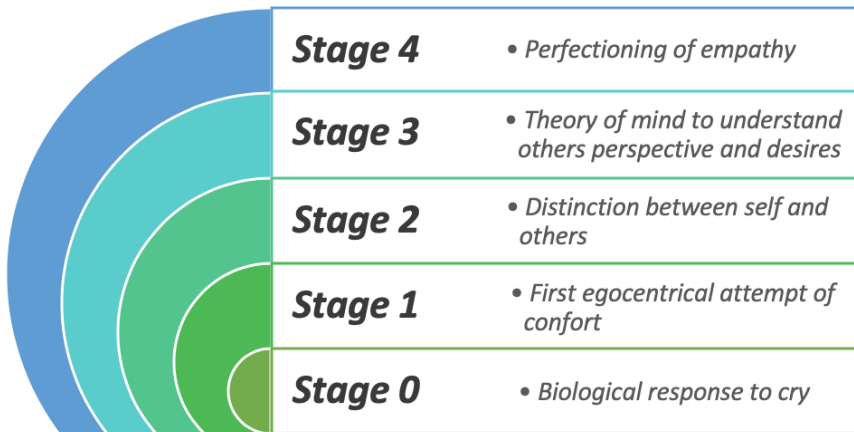 Stage 4
• Perfectioning of empathy
Stage 3
• Theory of mind to understand
others perspective and desires
Stage 2
• Distinction between self and
others
Stage 1
• First egocentrical attempt of
confort
Stage 0
• Biological response to cry